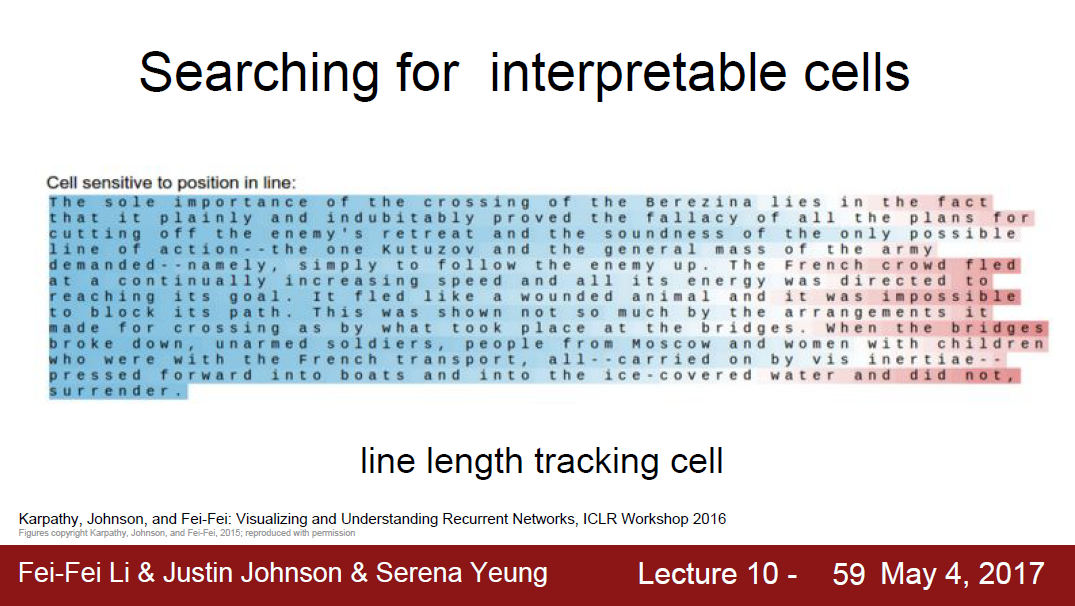 Searching for interpretable cells
Cell sensitive to position in line:
The sole importance of the crossing of the Berezina lies in the fact
that it plainly and indubitably proved the fallacy of all the plans for
cutting off the enemy's retreat and the soundness of the only possible
line of action--the one Kutuzov and the general mass of the army
demanded--namely, simply to follow the enemy up. The French crowd fled
at a continually increasing speed and all its energy was directed to
reaching its goal. It fled like a wounded animal and it was impossible
to block its path. This was shown not so much by the arrangements it
made for crossing as by what took place at the bridges. When the bridges
broke down, unarmed soldiers, people from Moscow and women with children
who were with the French transport, all--carried on by vis inertiae--
pressed forward into boats and into the ice-covered water and did not,
surrender.
line length tracking cell
Karpathy, Johnson, and Fei-Fei: Visualizing and Understanding Recurrent Networks, ICLR Workshop 2016
Figures copyright Karpathy, Johnson, and Fei-Fei, 2015; reproduced with permission
Fei-Fei Li & Justin Johnson & Serena Yeung Lecture 10 - 59 May 4, 2017